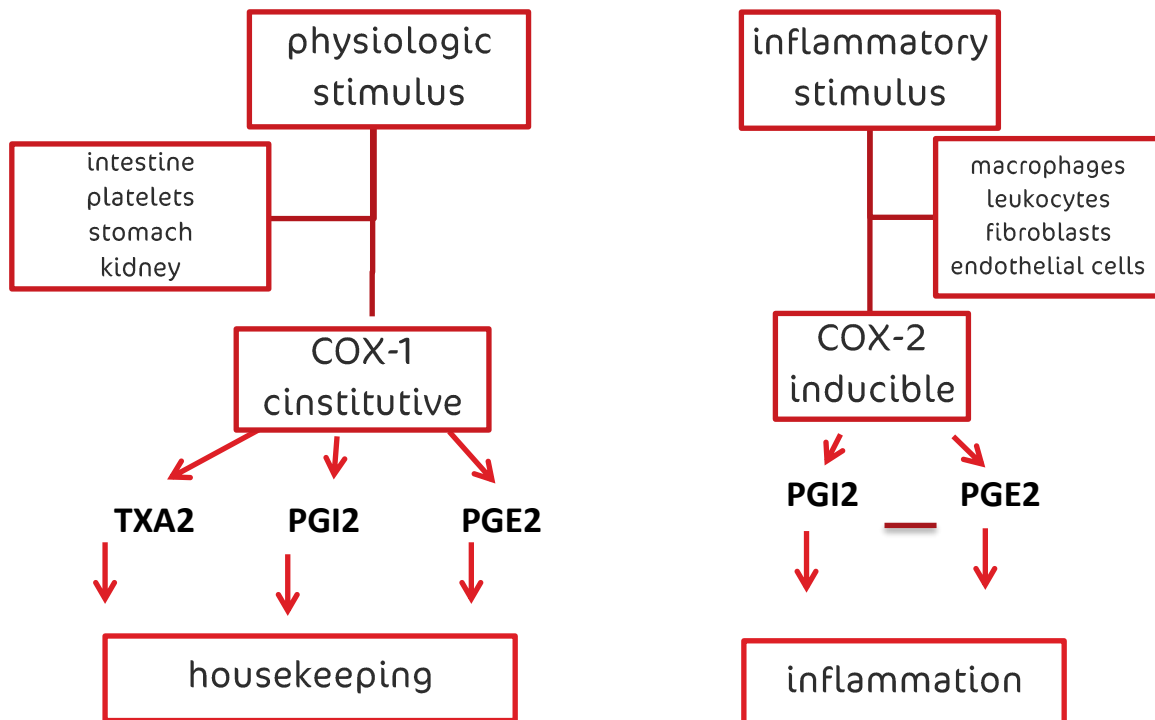 physiologic
stimulus
intestine
platelets
stomach
kidney
COX-1
cinstitutive
TXA2
PGI2
PGE2
housekeeping
inflammatory
stimulus
macrophages
leukocytes
fibroblasts
endothelial cells
COX-2
inducible
PGI2
PGE2
inflammation